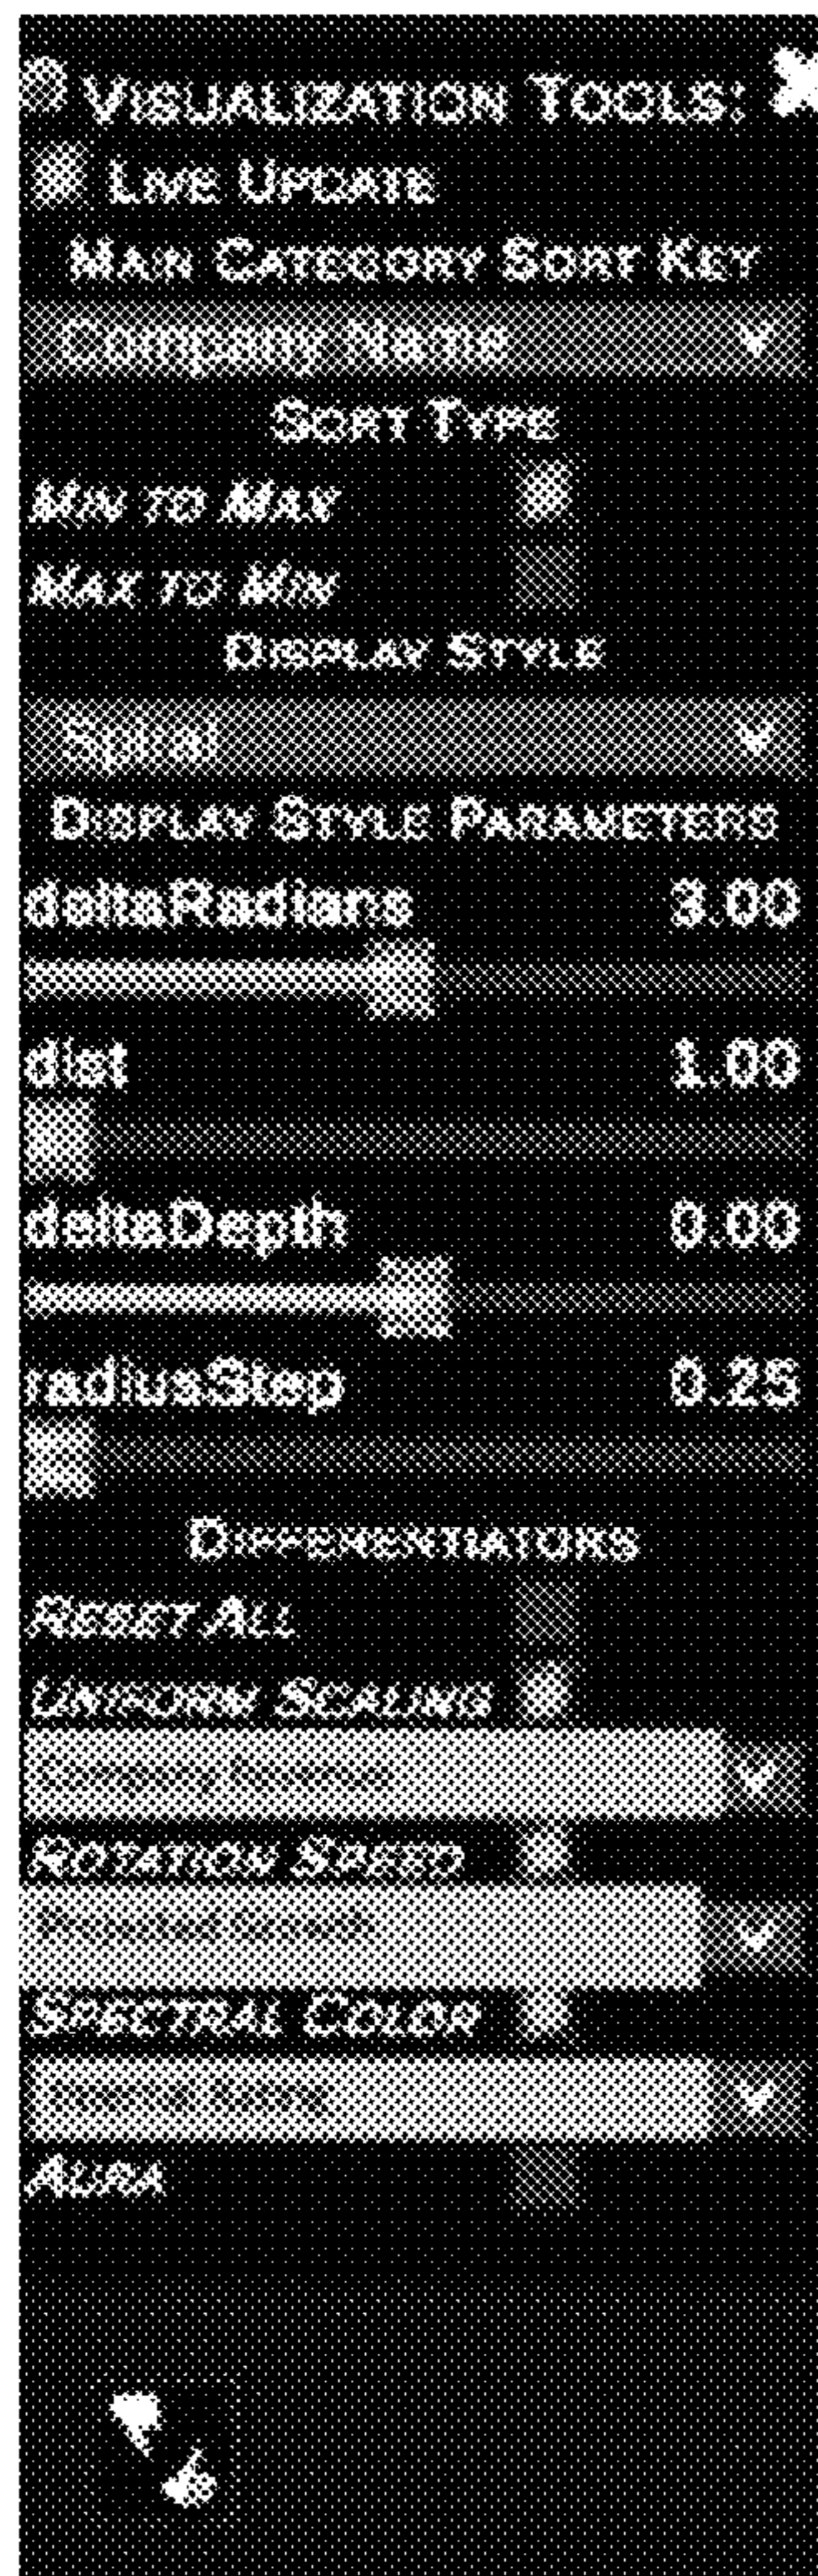 VISUALIZATION TOOLS:
LIVE UPDATE
MAIN CATEGORY SORT KEY
Company Name
SORT TYPE
MIN TO MAX
MAX TO MIN
DISPLAY STYLE
Spiral
DISPLAY STYLE PARAMETERS
deltaRadians 3.00
dist 1.00
deltaDepth 0.00
radiusStep 0.25
DIFFERENTIATORS
RESET ALL
UNIFORM SCALING
ROTATION SPEED
SPECTRAL COLOR
AURA